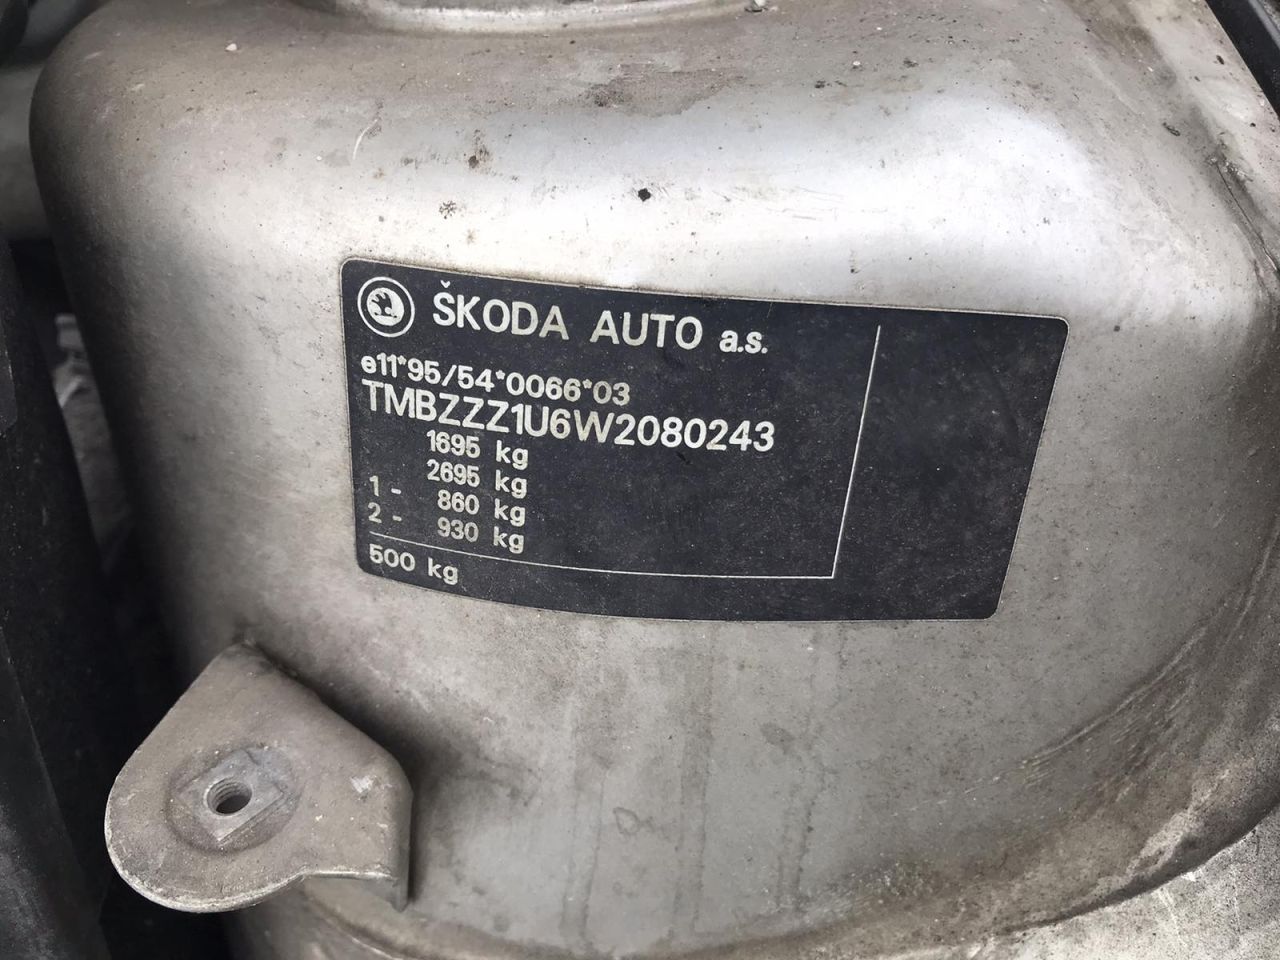 ŠKODA AUTO a.s.
e11*95/54*0066*03
TMBZZZ1U6W2080243
1695 kg
2695 kg
1 - 860 kg
2 - 930 kg
500 kg